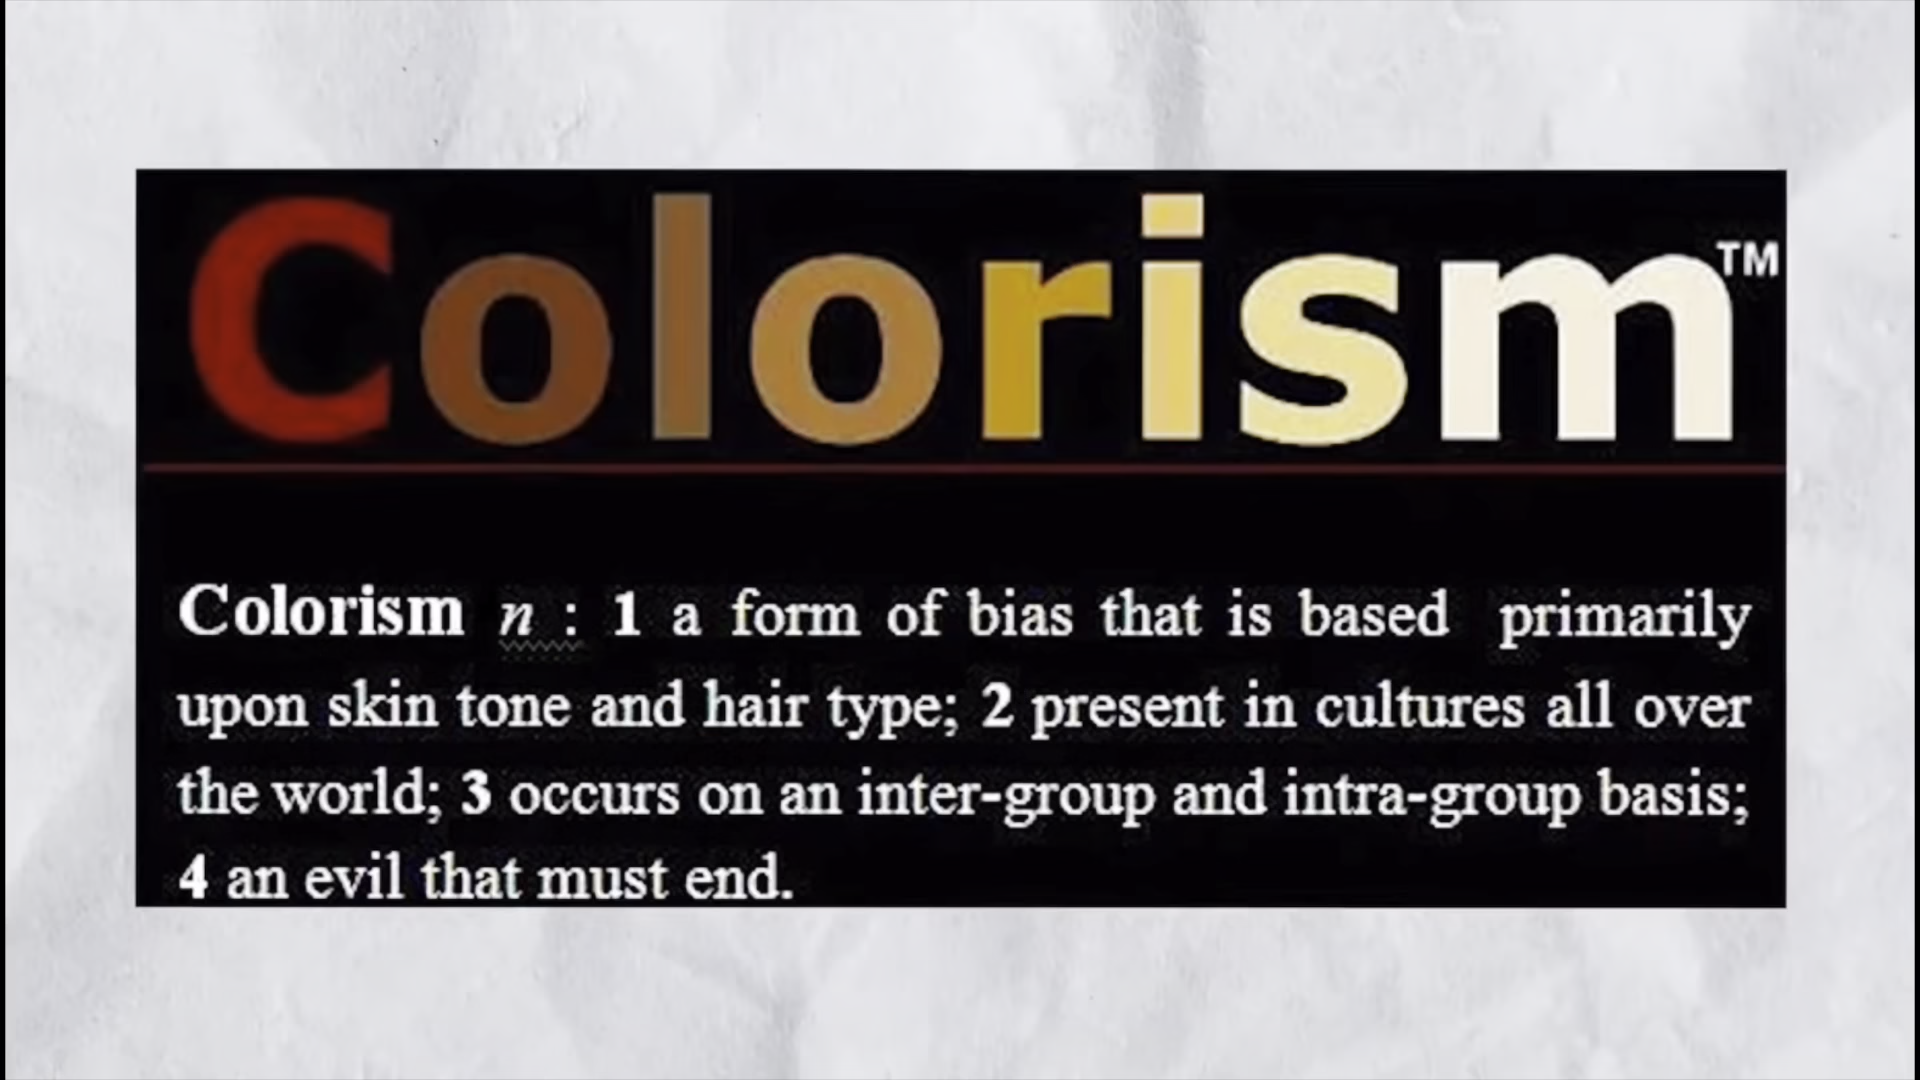 Colorism™
Colorism n : 1 a form of bias that is based primarily
upon skin tone and hair type; 2 present in cultures all over
the world; 3 occurs on an inter-group and intra-group basis;
4 an evil that must end.